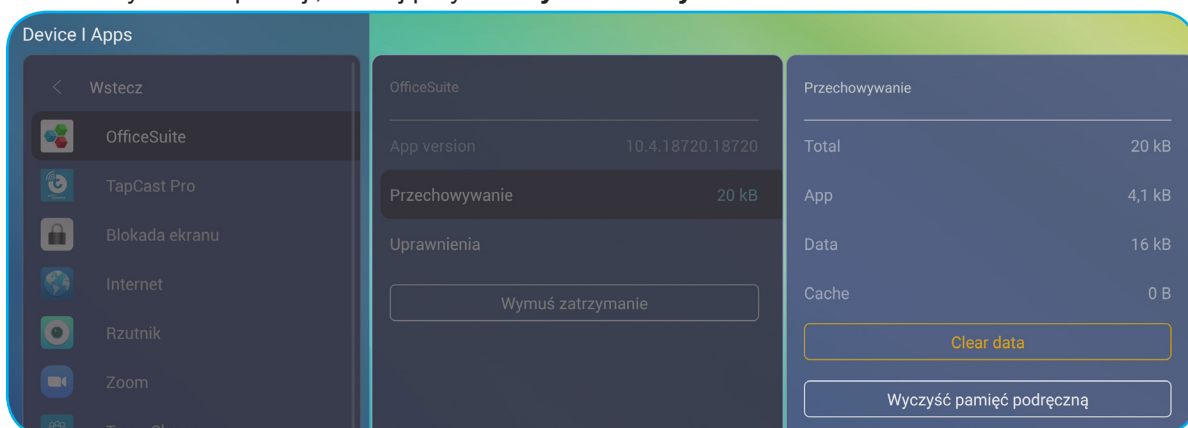 Device I Apps
Wstecz
OfficeSuite
TapCast Pro
Blokada ekranu
Internet
Rzutnik
Zoom
OfficeSuite
App version 10.4.18720.18720
Przechowywanie 20 kB
Uprawnienia
Wymuś zatrzymanie
Przechowywanie
Total 20 kB
App 4,1 kB
Data 16 kB
Cache 0 B
Clear data
Wyczyść pamięć podręczną